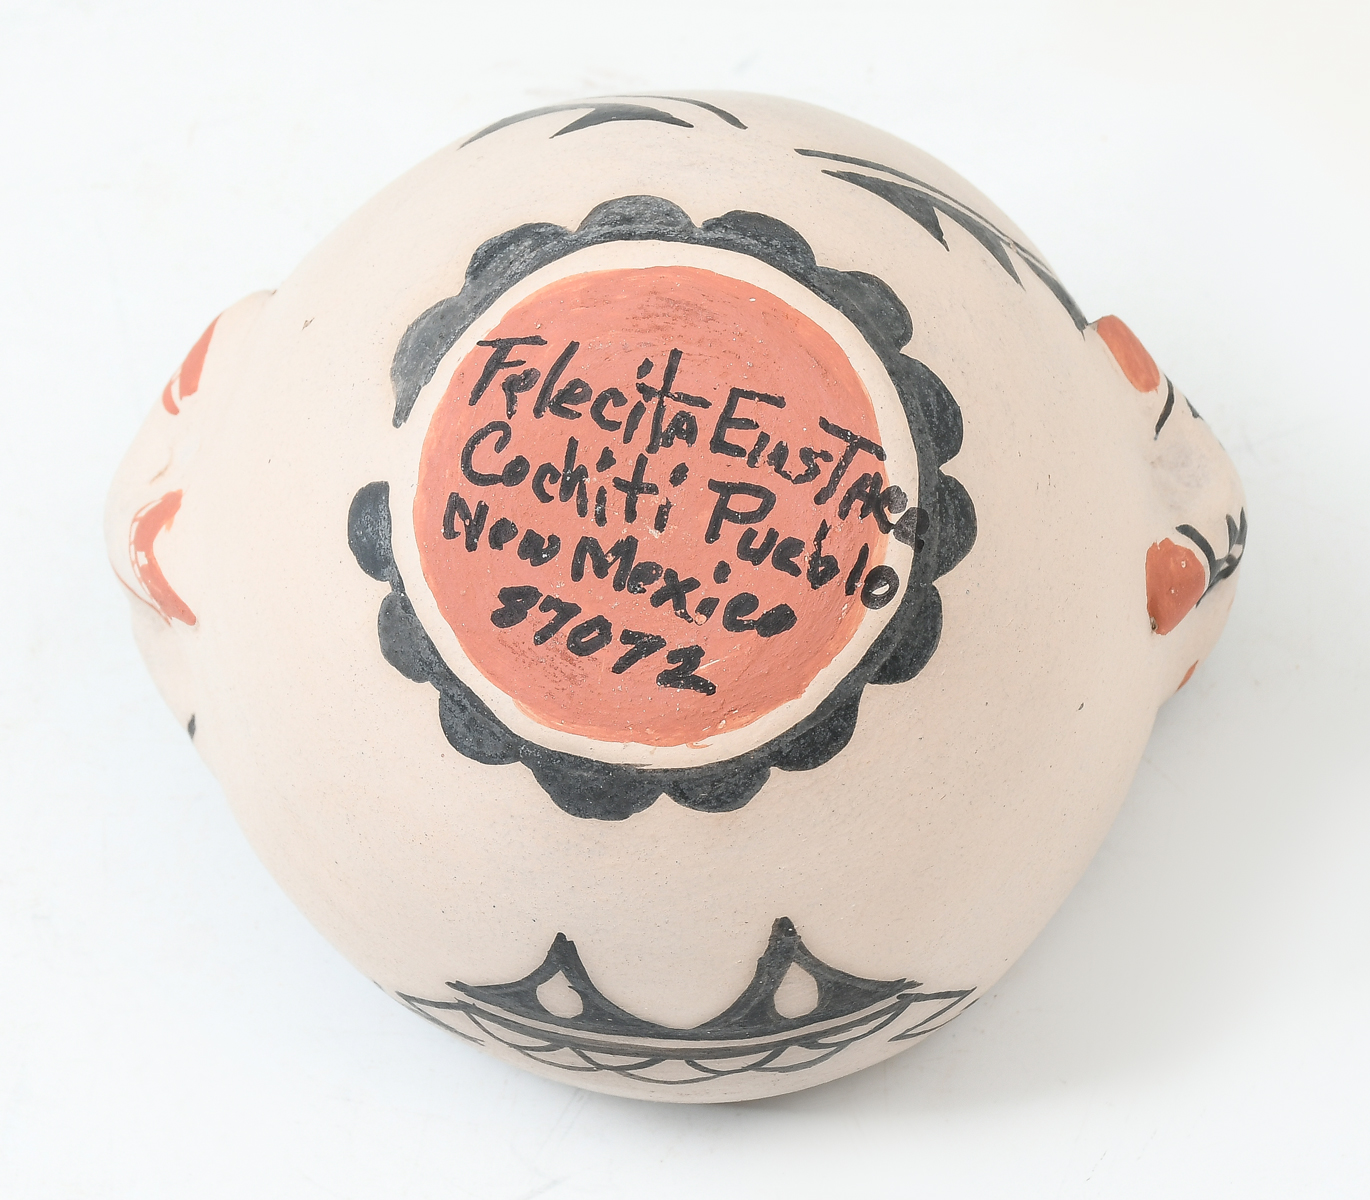 Felecita Eustace
Cochiti Pueblo
New Mexico
87072